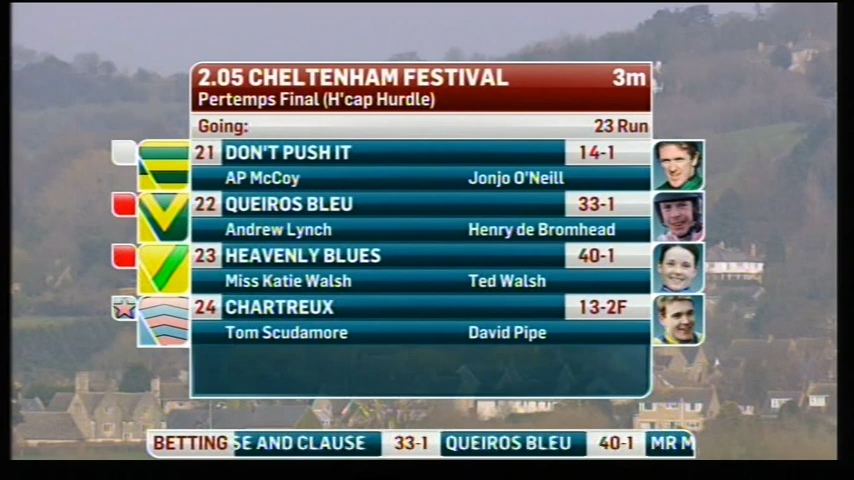 2.05 CHELTENHAM FESTIVAL 3m
Pertemps Final (H'cap Hurdle)
Going: 23 Run
21 DON'T PUSH IT 14-1
AP McCoy Jonjo O'Neill
22 QUEIROS BLEU 33-1
Andrew Lynch Henry de Bromhead
23 HEAVENLY BLUES 40-1
Miss Katie Walsh Ted Walsh
24 CHARTREUX 13-2F
Tom Scudamore David Pipe
BETTING SE AND CLAUSE 33-1 QUEIROS BLEU 40-1 MR M